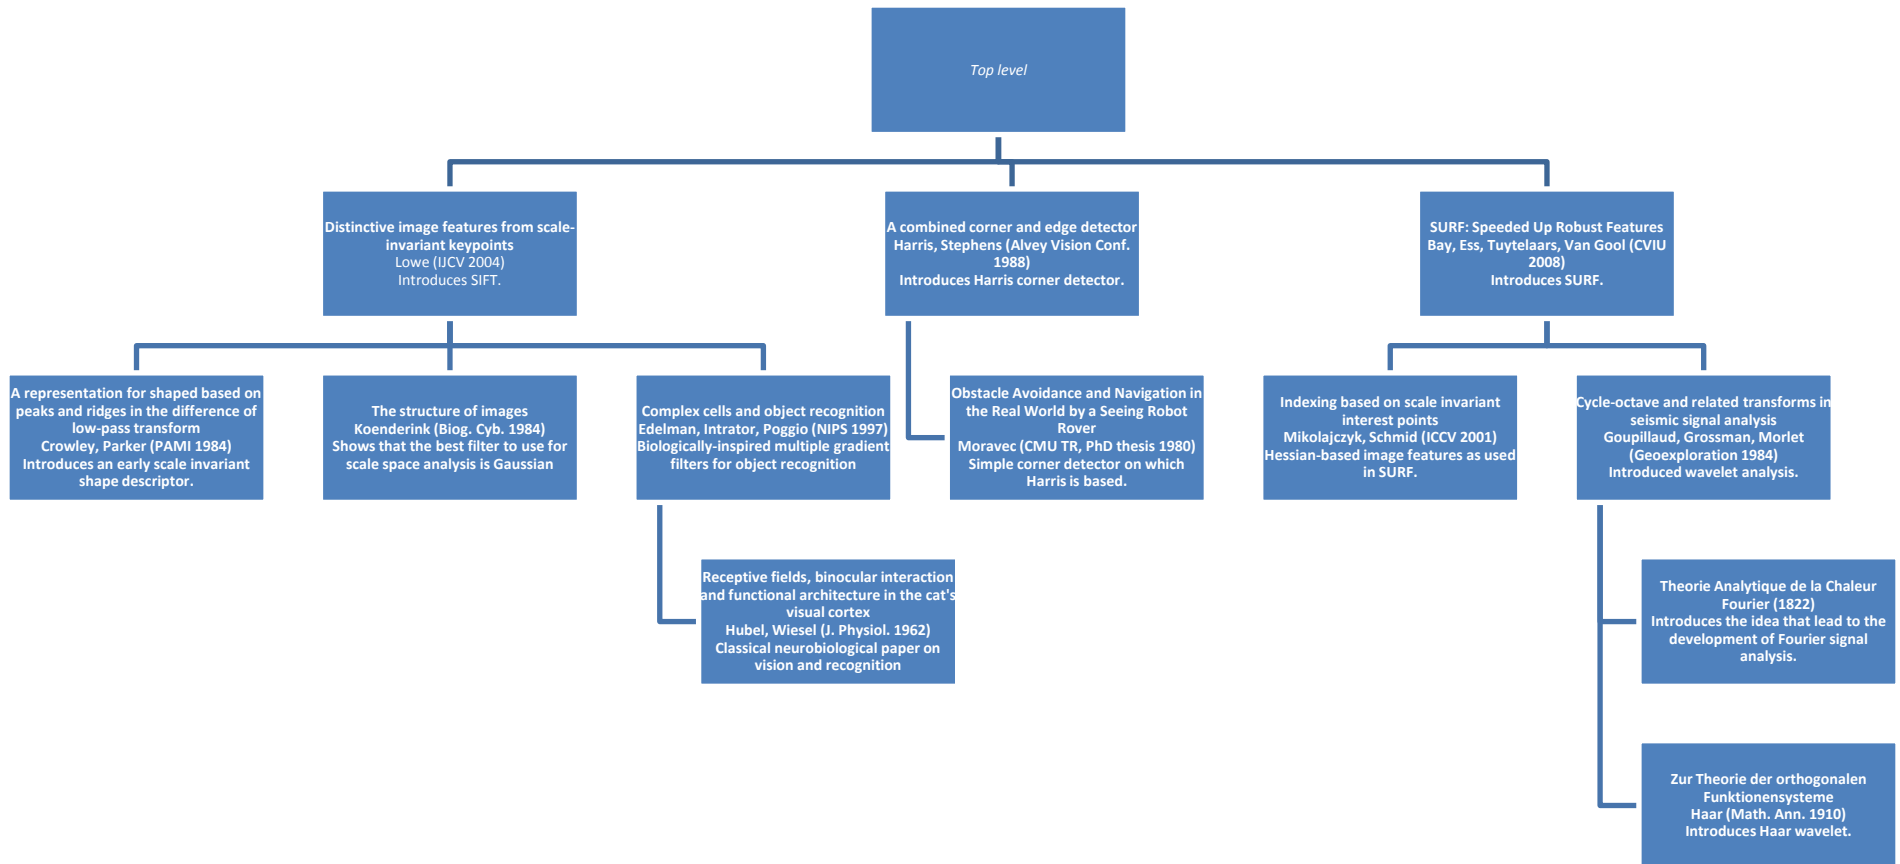 Top level
Distinctive image features from scale-
invariant keypoints
Lowe (IJCV 2004)
Introduces SIFT.
A combined corner and edge detector
Harris, Stephens (Alvey Vision Conf.
1988)
Introduces Harris corner detector.
SURF: Speeded Up Robust Features
Bay, Ess, Tuytelaars, Van Gool (CVIU
2008)
Introduces SURF.
A representation for shaped based on
peaks and ridges in the difference of
low-pass transform
Crowley, Parker (PAMI 1984)
Introduces an early scale invariant
shape descriptor.
The structure of images
Koenderink (Biog. Cyb. 1984)
Shows that the best filter to use for
scale space analysis is Gaussian
Complex cells and object recognition
Edelman, Intrator, Poggio (NIPS 1997)
Biologically-inspired multiple gradient
filters for object recognition
Obstacle Avoidance and Navigation in
the Real World by a Seeing Robot
Rover
Moravec (CMU TR, PhD thesis 1980)
Simple corner detector on which
Harris is based.
Indexing based on scale invariant
interest points
Mikolajczyk, Schmid (ICCV 2001)
Hessian-based image features as used
in SURF.
Cycle-octave and related transforms in
seismic signal analysis
Goupillaud, Grossman, Morlet
(Geoexploration 1984)
Introduced wavelet analysis.
Receptive fields, binocular interaction
and functional architecture in the cat's
visual cortex
Hubel, Wiesel (J. Physiol. 1962)
Classical neurobiological paper on
vision and recognition
Theorie Analytique de la Chaleur
Fourier (1822)
Introduces the idea that lead to the
development of Fourier signal
analysis.
Zur Theorie der orthogonalen
Funktionensysteme
Haar (Math. Ann. 1910)
Introduces Haar wavelet.